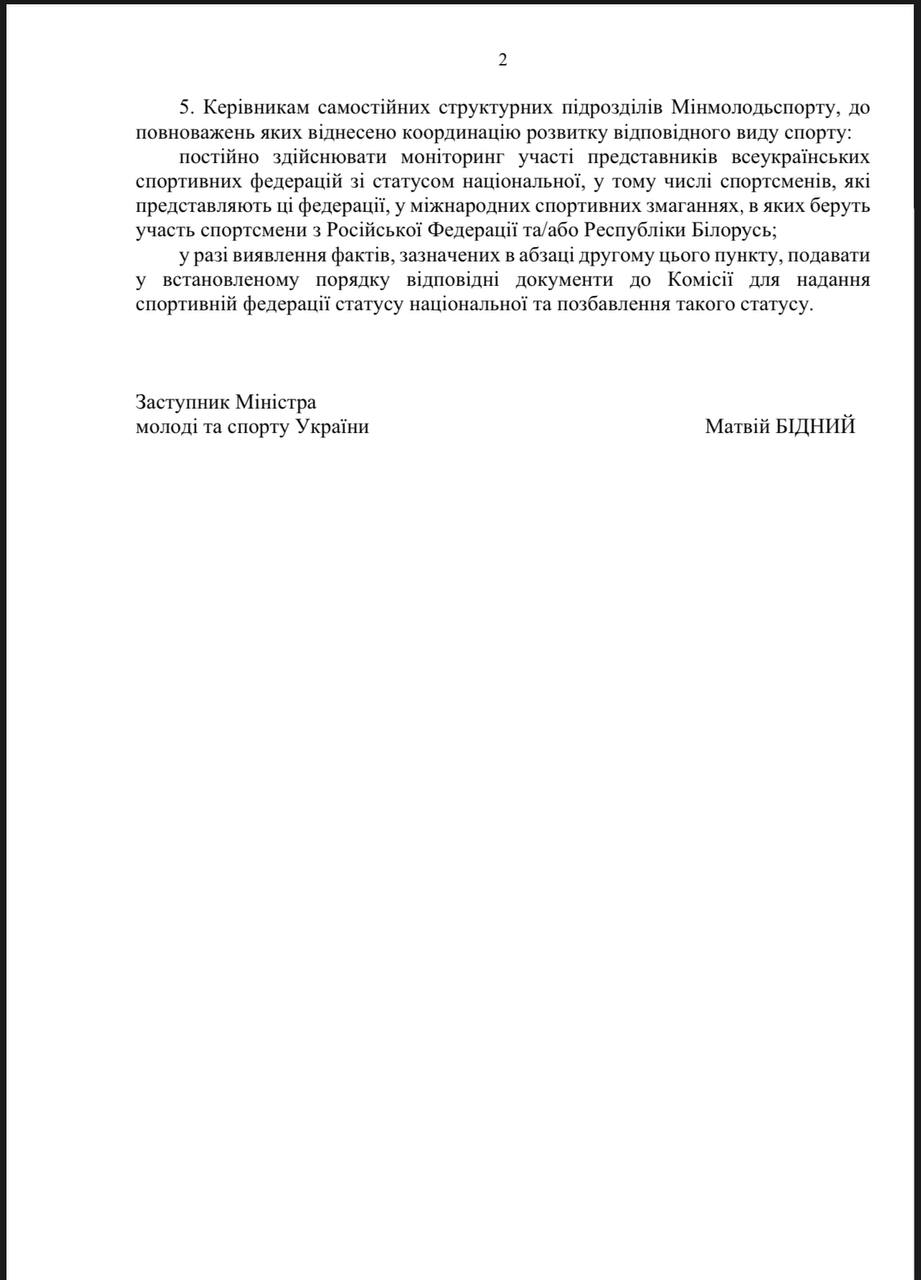 2
5. Керівникам самостійних структурних підрозділів Мінмолодьспорту, до
повноважень яких віднесено координацію розвитку відповідного виду спорту:
постійно здійснювати моніторинг участі представників всеукраїнських
спортивних федерацій зі статусом національної, у тому числі спортсменів, які
представляють ці федерації, у міжнародних спортивних змаганнях, в яких беруть
участь спортсмени з Російської Федерації та/або Республіки Білорусь;
у разі виявлення фактів, зазначених в абзаці другому цього пункту, подавати
у встановленому порядку відповідні документи до Комісії для надання
спортивній федерації статусу національної та позбавлення такого статусу.
Заступник Міністра
молоді та спорту України Матвій БІДНИЙ